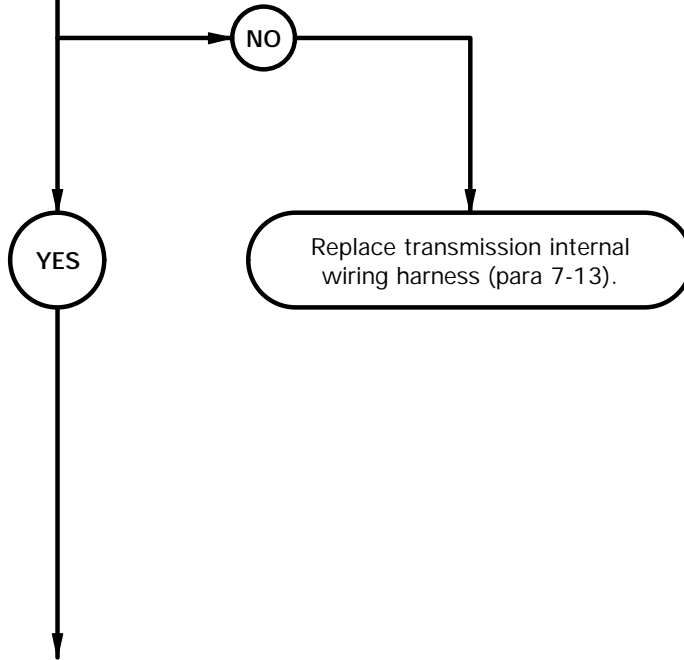 NO
YES
Replace transmission internal
wiring harness (para 7-13).